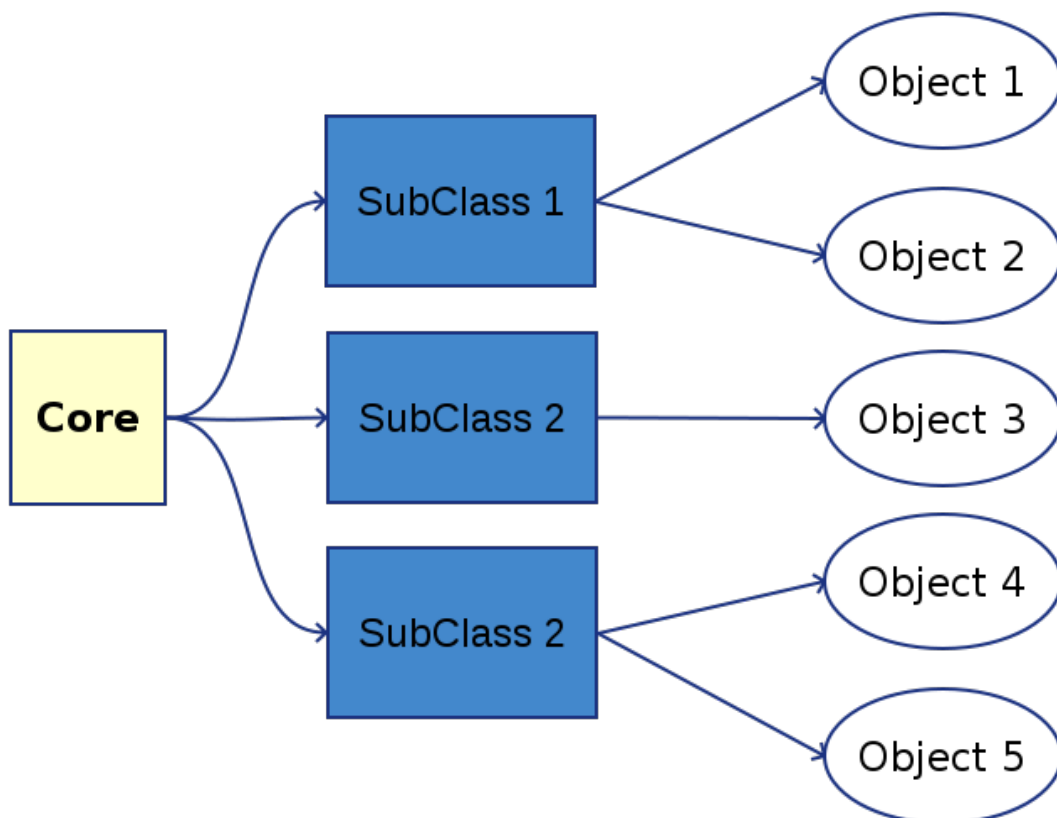 Core
SubClass 1
SubClass 2
SubClass 2
Object 1
Object 2
Object 3
Object 4
Object 5